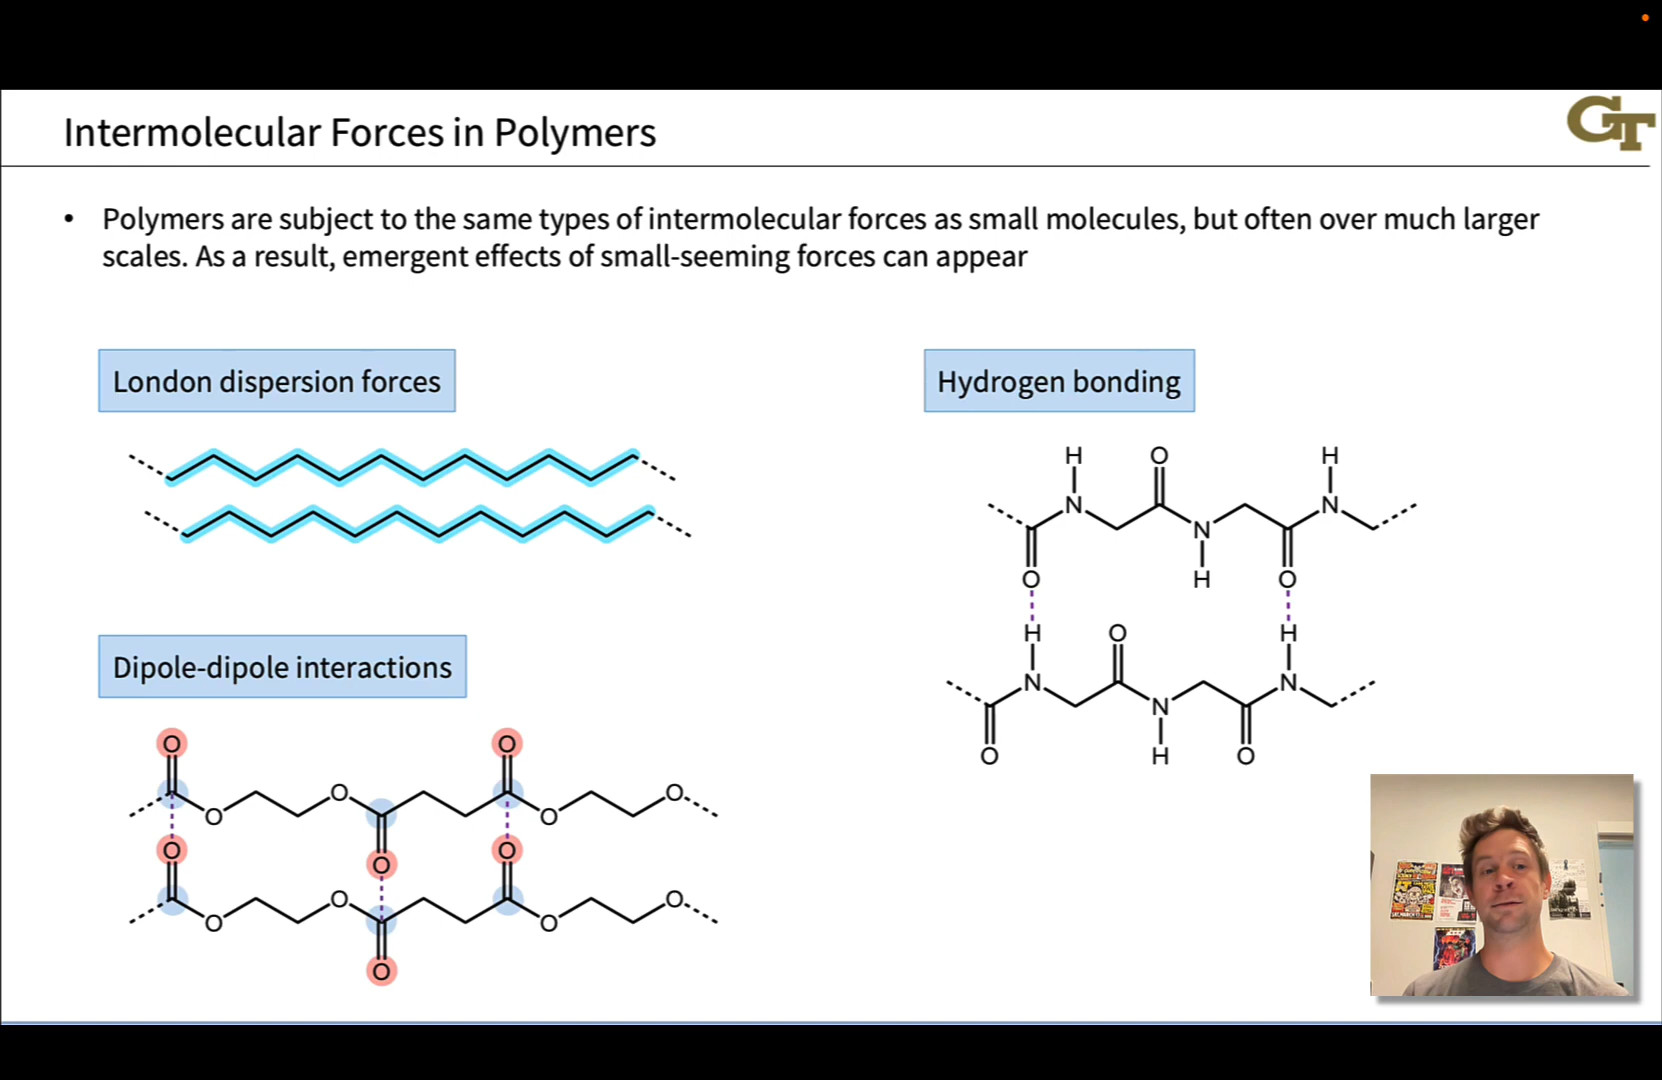 Intermolecular Forces in Polymers
GT
• Polymers are subject to the same types of intermolecular forces as small molecules, but often over much larger
scales. As a result, emergent effects of small-seeming forces can appear
London dispersion forces
Hydrogen bonding
H O H
N N
N
O H O
H O H
N N
N
O H O
Dipole-dipole interactions
O O
O O
O O
O O O
O O
O O
O